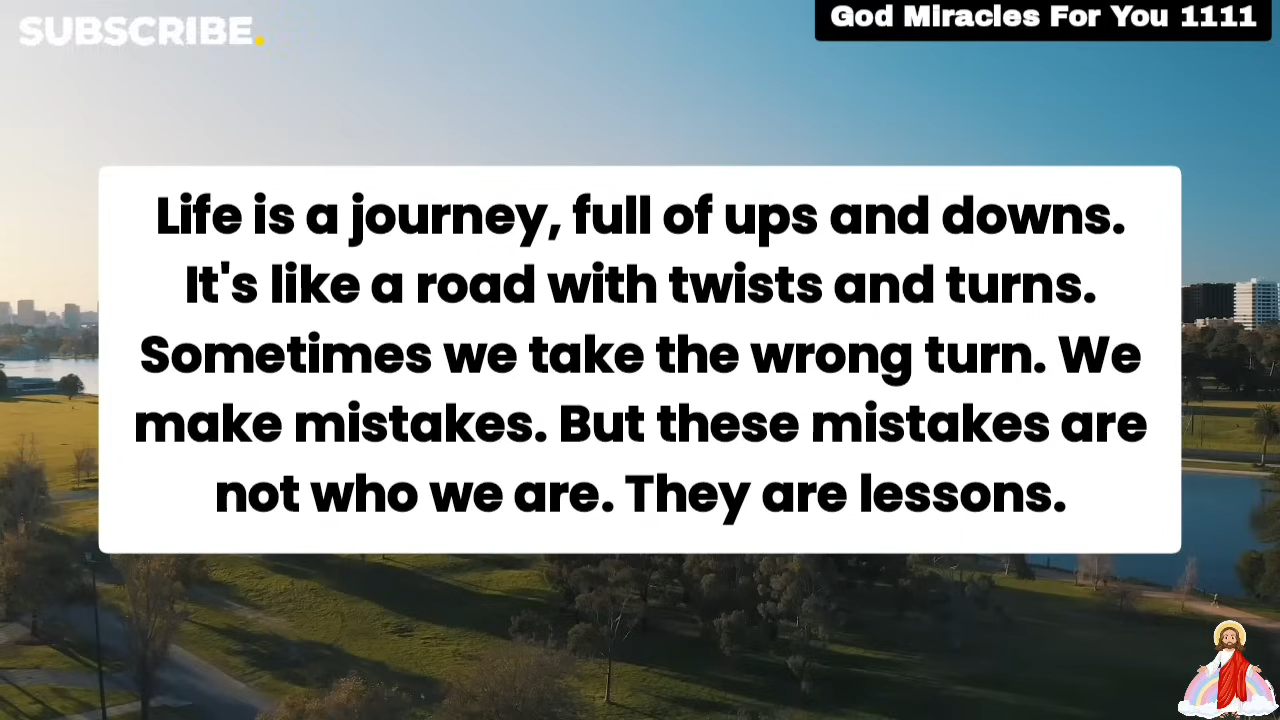 SUBSCRIBE.
God Miracles For You 1111
Life is a journey, full of ups and downs.
It's like a road with twists and turns.
Sometimes we take the wrong turn. We
make mistakes. But these mistakes are
not who we are. They are lessons.